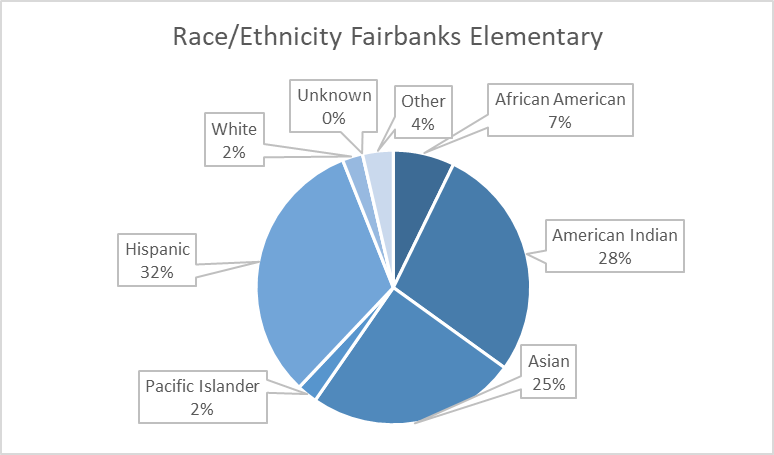 Race/Ethnicity Fairbanks Elementary
Unknown
0%
Other
4%
African American
7%
White
2%
American Indian
28%
Hispanic
32%
Asian
25%
Pacific Islander
2%